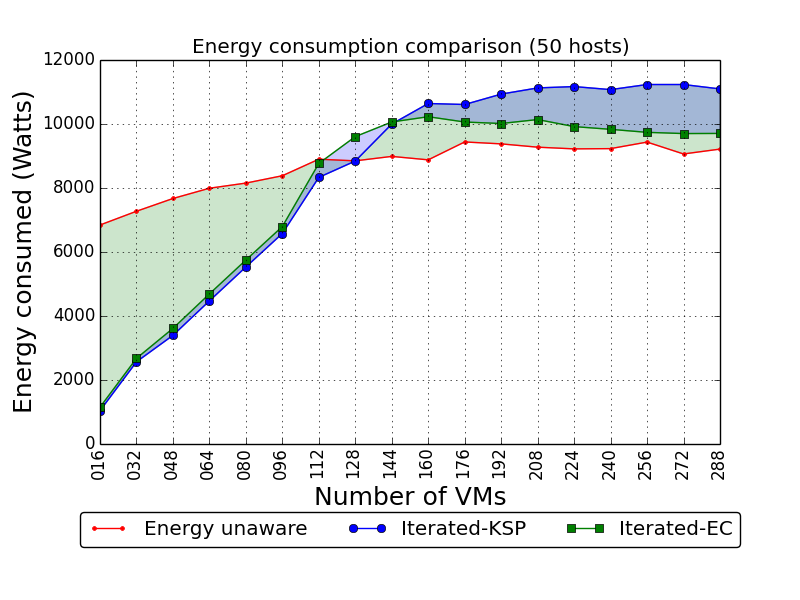 Energy consumption comparison (50 hosts)
12000
10000
8000
6000
4000
2000
0
Energy consumed (Watts)
016 032 048 064 080 096 112 128 144 160 176 192 208 224 240 256 272 288
Number of VMs
Energy unaware Iterated-KSP Iterated-EC